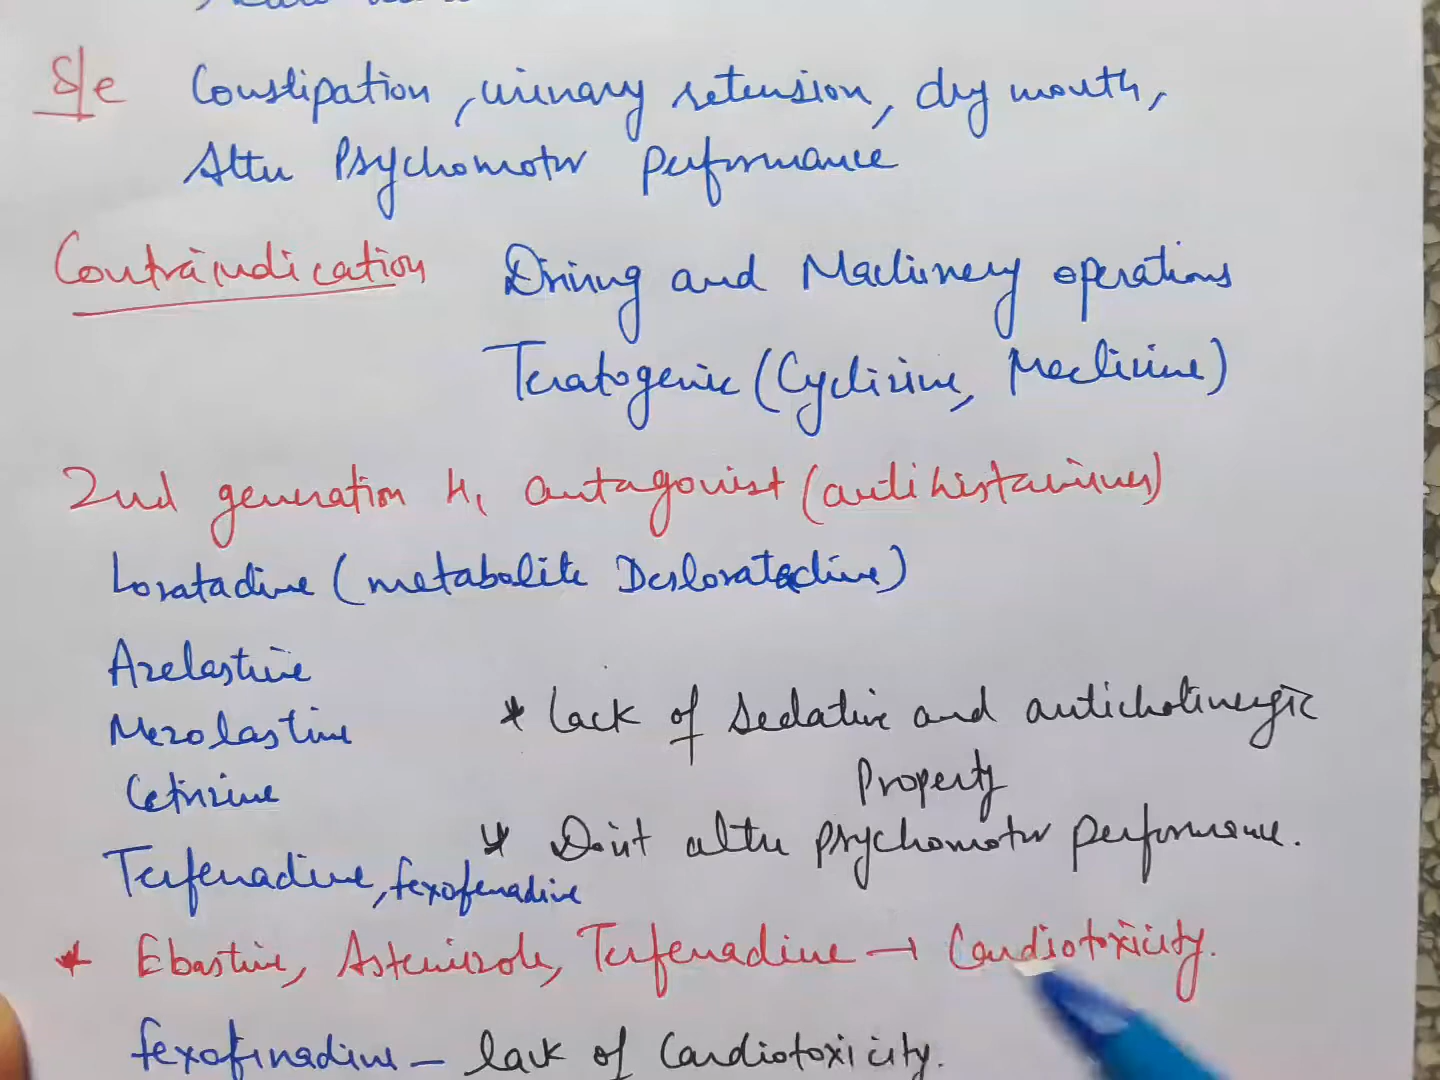 S/e Constipation, urinary retension, dry mouth,
Alter Psychomotor performance
Contraindication Driving and Machinery operations
Teratogenic (Cyclizine, Meclizine)
2nd generation H1 antagonist (antihistamines)
Loratadine (metabolite Desloratadine)
Azelastine
Mezolastine
* Lack of sedative and anticholinergic
Property
Cetirizine
* Don't alter psychomotor performance.
Terfenadine, fexofenadine
* Ebastine, Astemizole, Terfenadine → Cardiotoxicity.
fexofinadine – lack of Cardiotoxicity.